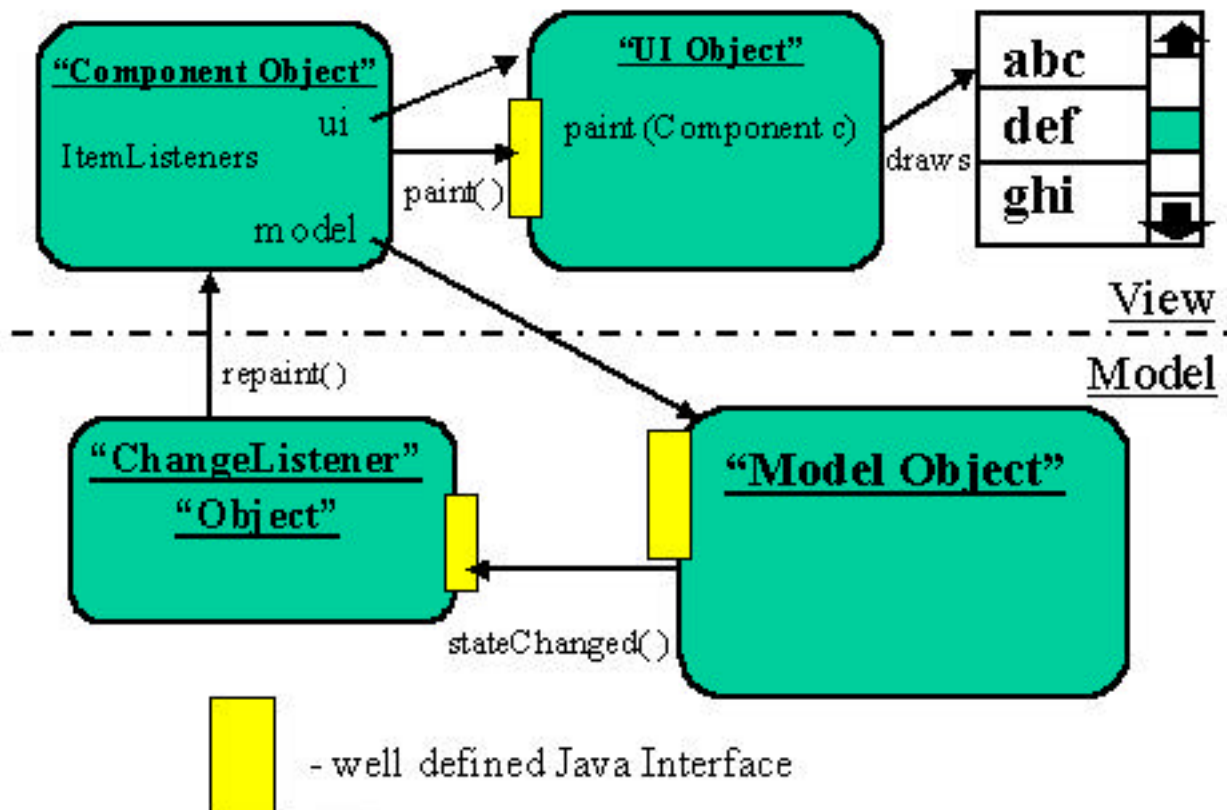 “Component Object”
ui
ItemListeners
model
paint()
“UI Object”
paint(Component c)
draws
abc
def
ghi
View
Model
repaint()
“ChangeListener”
“Object”
“Model Object”
stateChanged()
- well defined Java Interface